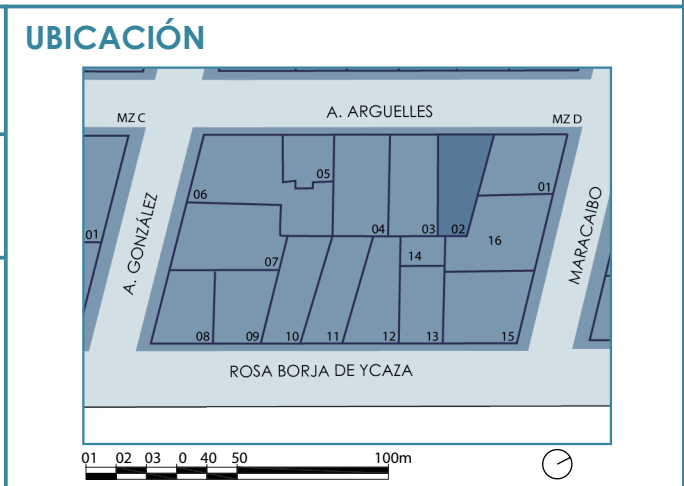 UBICACIÓN
A. ARGUELLES
MZ C
MZ D
05
01
06
04
03
02
16
01
A. GONZÁLEZ
MARACAIBO
07
14
08
09
10
11
12
13
15
ROSA BORJA DE YCAZA
01 02 03 0 40 50 100m